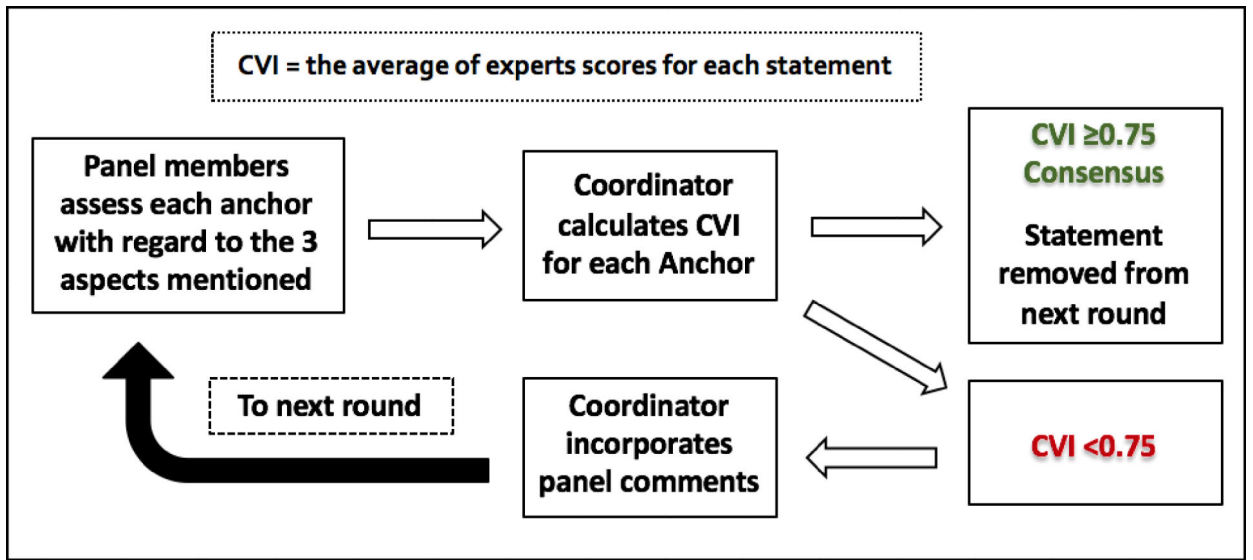 CVI = the average of experts scores for each statement
Panel members
assess each anchor
with regard to the 3
aspects mentioned
Coordinator
calculates CVI
for each Anchor
CVI ≥0.75
Consensus
Statement
removed from
next round
CVI <0.75
Coordinator
incorporates
panel comments
To next round